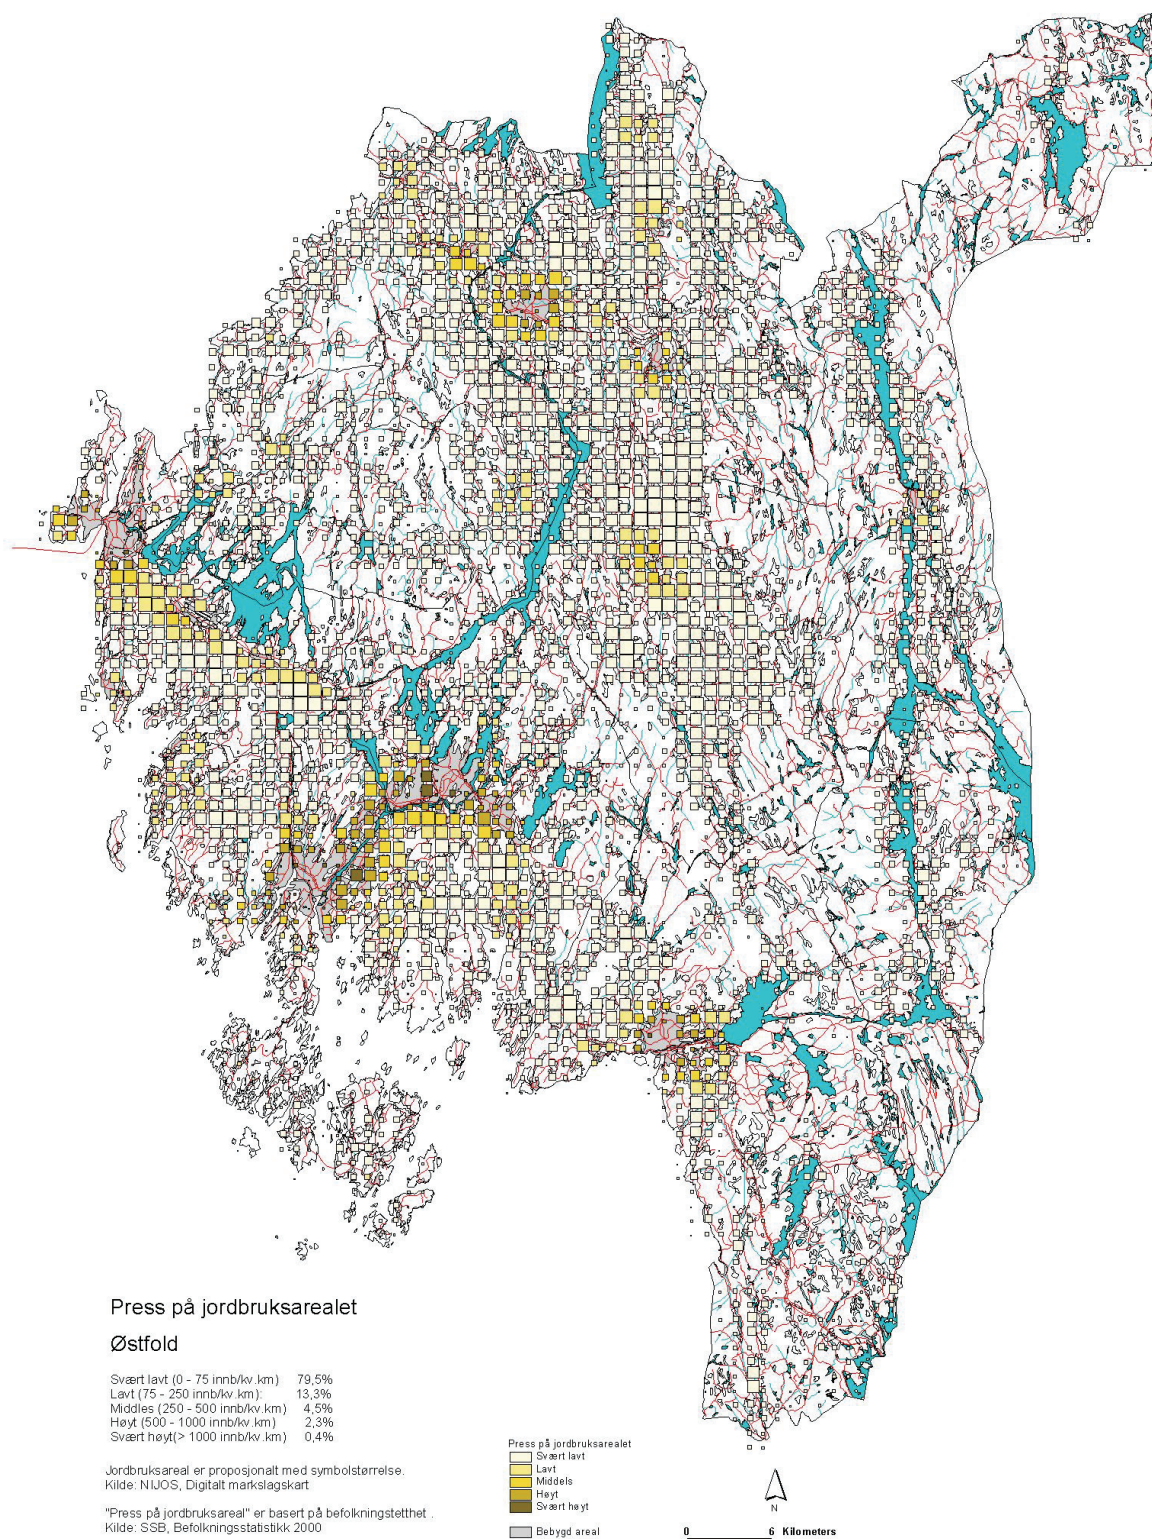 Press på jordbruksarealet
Østfold
Svært lavt (0 - 75 innb/kv.km) 79,5%
Lavt (75 - 250 innb/kv.km): 13,3%
Middles (250 - 500 innb/kv.km) 4,5%
Høyt (500 - 1000 innb/kv.km) 2,3%
Svært høyt(> 1000 innb/kv.km) 0,4%
Jordbruksareal er proposjonalt med symbolstørrelse.
Kilde: NIJOS, Digitalt markslagskart
"Press på jordbruksareal" er basert på befolkningstetthet .
Kilde: SSB, Befolkningsstatistikk 2000
Press på jordbruksarealet
Svært lavt
Lavt
Middels
Høyt
Svært høyt
Bebygd areal
N
0 6 Kilometers